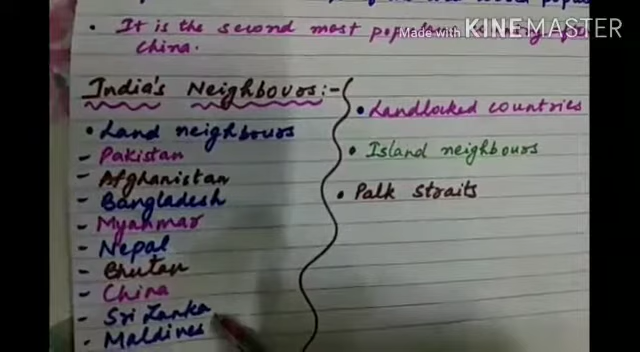 • It is the second most populous
China.
India's Neighbours:-
• Land neighbours
- Pakistan
- Afghanistan
- Bangladesh
- Myanmar
- Nepal
- Bhutan
- China
- Sri Lanka
- Maldives
• Landlocked countries
• Island neighbours
• Palk Straits
Made with KINEMASTER